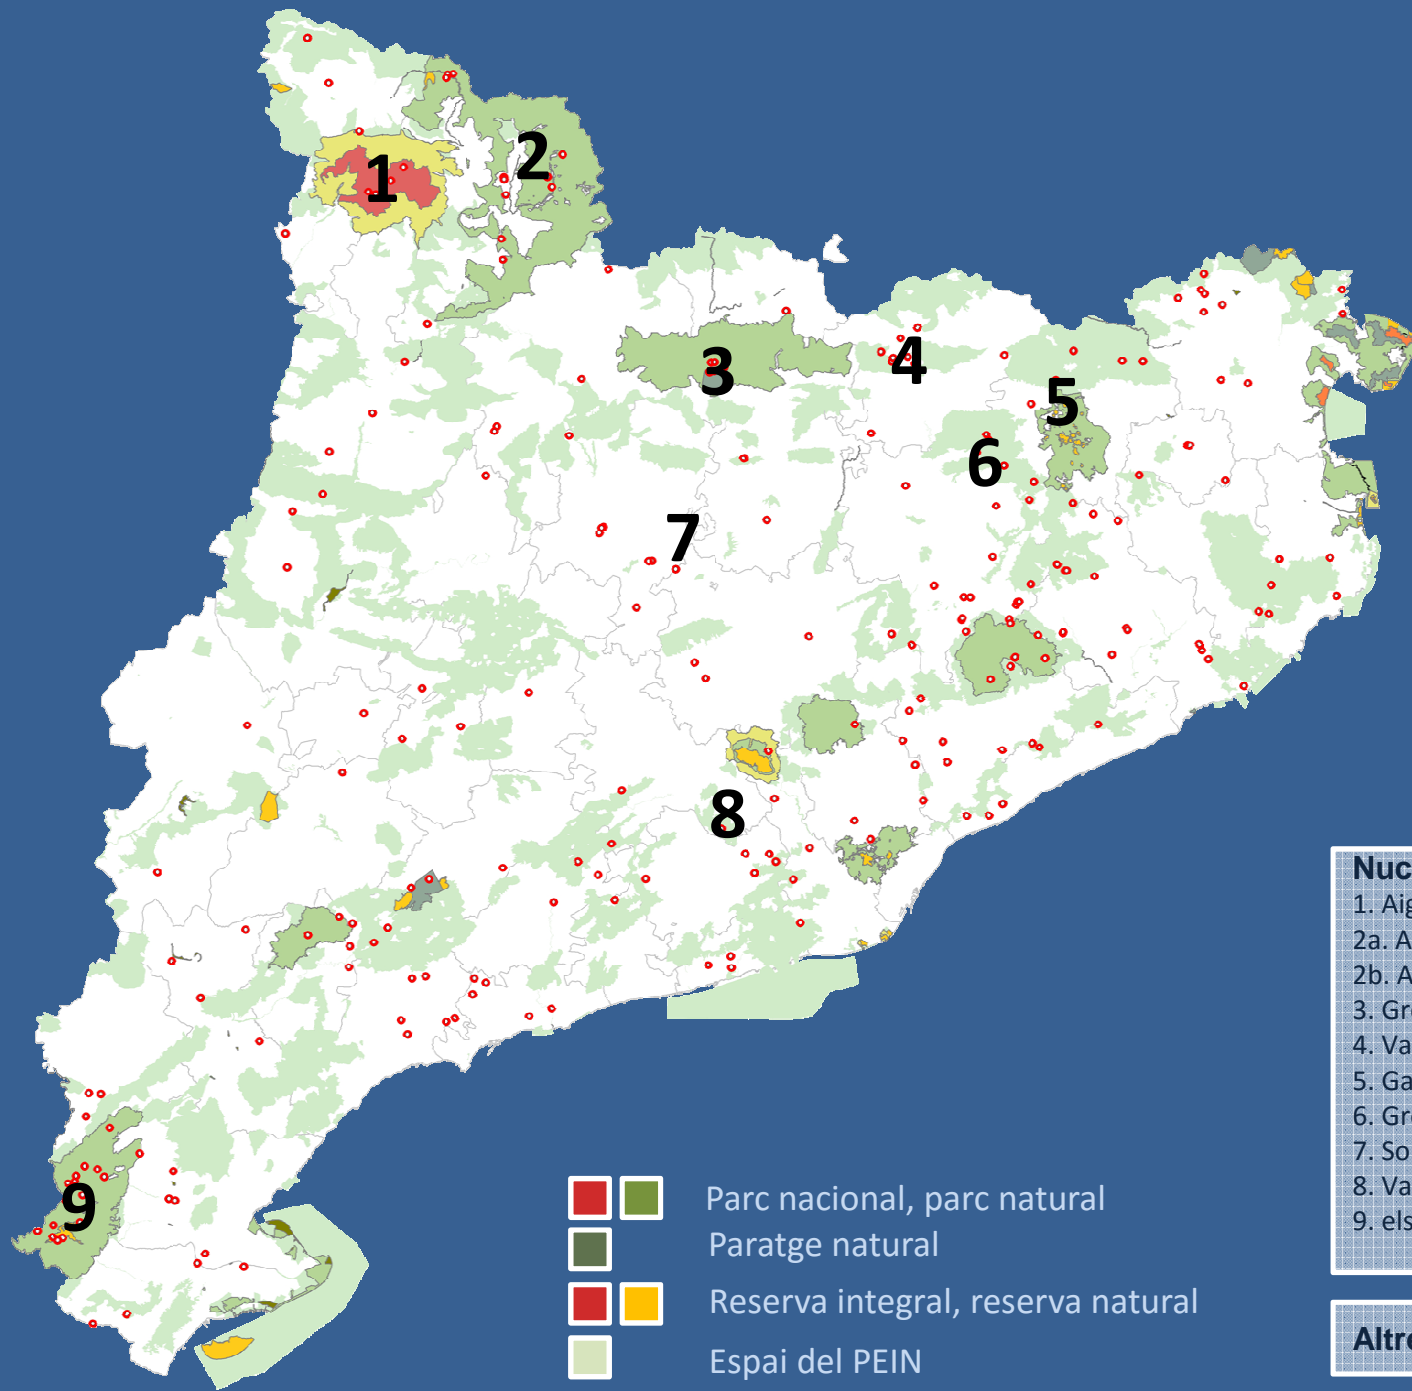 1
2
3
4
5
6
7
8
9
Nuc
1. Aig
2a. A
2b. A
3. Gr
4. Va
5. Ga
6. Gr
7. So
8. Va
9. els
Altre
Parc nacional, parc natural
Paratge natural
Reserva integral, reserva natural
Espai del PEIN